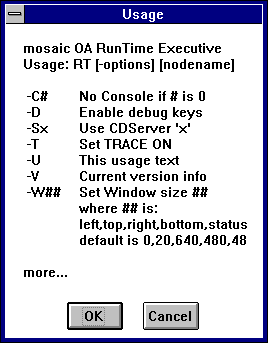 Usage
mosaic OA RunTime Executive
Usage: RT [-options] [nodename]
-C# No Console if # is 0
-D Enable debug keys
-Sx Use CDServer 'x'
-T Set TRACE ON
-U This usage text
-V Current version info
-W## Set Window size ##
where ## is:
left,top,right,bottom,status
default is 0,20,640,480,48
more...
OK Cancel